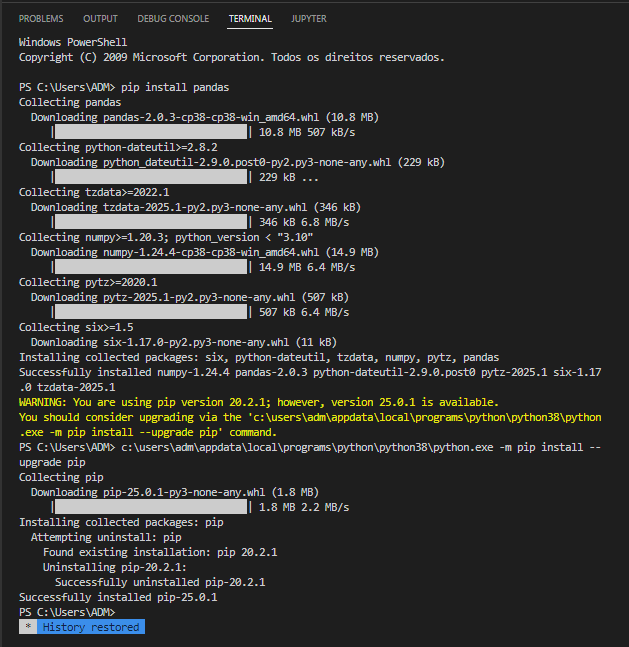 PROBLEMS OUTPUT DEBUG CONSOLE TERMINAL JUPYTER
Windows PowerShell
Copyright (C) 2009 Microsoft Corporation. Todos os direitos reservados.
PS C:\Users\ADM> pip install pandas
Collecting pandas
  Downloading pandas-2.0.3-cp38-cp38-win_amd64.whl (10.8 MB)
     |                                | 10.8 MB 507 kB/s
Collecting python-dateutil>=2.8.2
  Downloading python_dateutil-2.9.0.post0-py2.py3-none-any.whl (229 kB)
     |                                | 229 kB ...
Collecting tzdata>=2022.1
  Downloading tzdata-2025.1-py2.py3-none-any.whl (346 kB)
     |                                | 346 kB 6.8 MB/s
Collecting numpy>=1.20.3; python_version < "3.10"
  Downloading numpy-1.24.4-cp38-cp38-win_amd64.whl (14.9 MB)
     |                                | 14.9 MB 6.4 MB/s
Collecting pytz>=2020.1
  Downloading pytz-2025.1-py2.py3-none-any.whl (507 kB)
     |                                | 507 kB 6.4 MB/s
Collecting six>=1.5
  Downloading six-1.17.0-py2.py3-none-any.whl (11 kB)
Installing collected packages: six, python-dateutil, tzdata, numpy, pytz, pandas
Successfully installed numpy-1.24.4 pandas-2.0.3 python-dateutil-2.9.0.post0 pytz-2025.1 six-1.17
.0 tzdata-2025.1
WARNING: You are using pip version 20.2.1; however, version 25.0.1 is available.
You should consider upgrading via the 'c:\users\adm\appdata\local\programs\python\python38\python
.exe -m pip install --upgrade pip' command.
PS C:\Users\ADM> c:\users\adm\appdata\local\programs\python\python38\python.exe -m pip install --
upgrade pip
Collecting pip
  Downloading pip-25.0.1-py3-none-any.whl (1.8 MB)
     |                                | 1.8 MB 2.2 MB/s
Installing collected packages: pip
  Attempting uninstall: pip
    Found existing installation: pip 20.2.1
    Uninstalling pip-20.2.1:
      Successfully uninstalled pip-20.2.1
Successfully installed pip-25.0.1
PS C:\Users\ADM>
* History restored